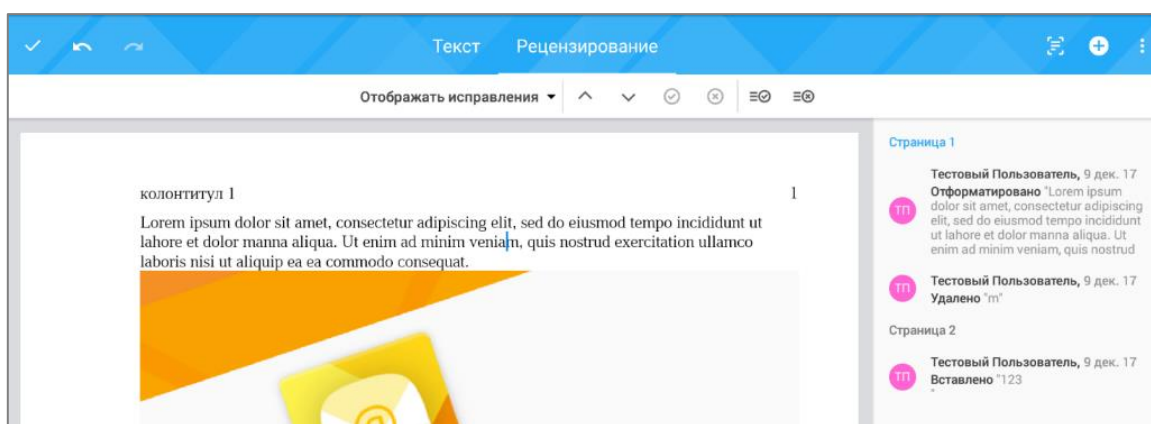 Текст Рецензирование
Отображать исправления
колонтитул 1 1
Lorem ipsum dolor sit amet, consectetur adipiscing elit, sed do eiusmod tempo incididunt ut
lahore et dolor manna aliqua. Ut enim ad minim veniam, quis nostrud exercitation ullamco
laboris nisi ut aliquip ea ea commodo consequat.
@
Страница 1
Тестовый Пользователь, 9 дек. 17
ТП
Отформатировано "Lorem ipsum
dolor sit amet, consectetur adipiscing
elit, sed do eiusmod tempo incididunt
ut lahore et dolor manna aliqua. Ut
enim ad minim veniam, quis nostrud
Тестовый Пользователь, 9 дек. 17
ТП
Удалено "m"
Страница 2
Тестовый Пользователь, 9 дек. 17
ТП
Вставлено "123
"